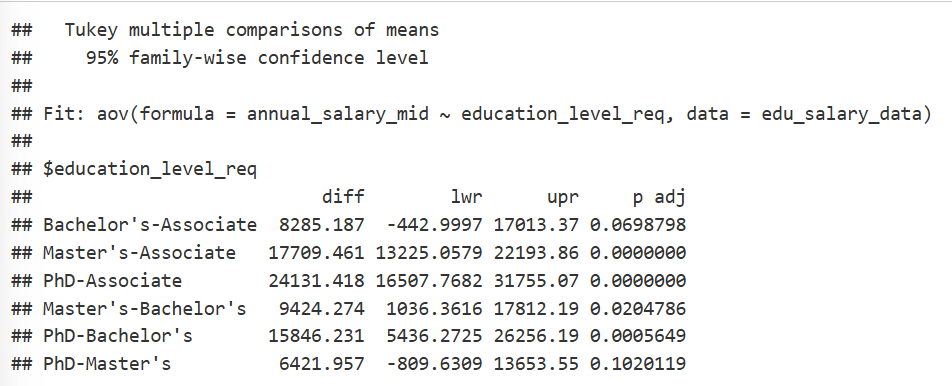 ##   Tukey multiple comparisons of means
##     95% family-wise confidence level
##
## Fit: aov(formula = annual_salary_mid ~ education_level_req, data = edu_salary_data)
##
## $education_level_req
##                           diff        lwr      upr     p adj
## Bachelor's-Associate  8285.187  -442.9997 17013.37 0.0698798
## Master's-Associate   17709.461 13225.0579 22193.86 0.0000000
## PhD-Associate        24131.418 16507.7682 31755.07 0.0000000
## Master's-Bachelor's   9424.274  1036.3616 17812.19 0.0204786
## PhD-Bachelor's       15846.231  5436.2725 26256.19 0.0005649
## PhD-Master's          6421.957  -809.6309 13653.55 0.1020119